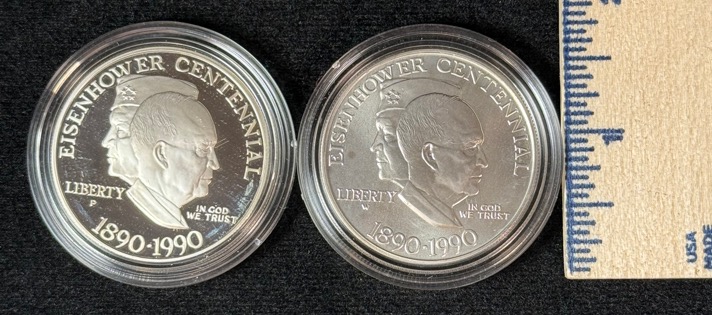 EISENHOWER CENTENNIAL
LIBERTY
P
IN GOD
WE TRUST
1890·1990
EISENHOWER CENTENNIAL
LIBERTY
W
IN GOD
WE TRUST
1890·1990
1
USA
MADE